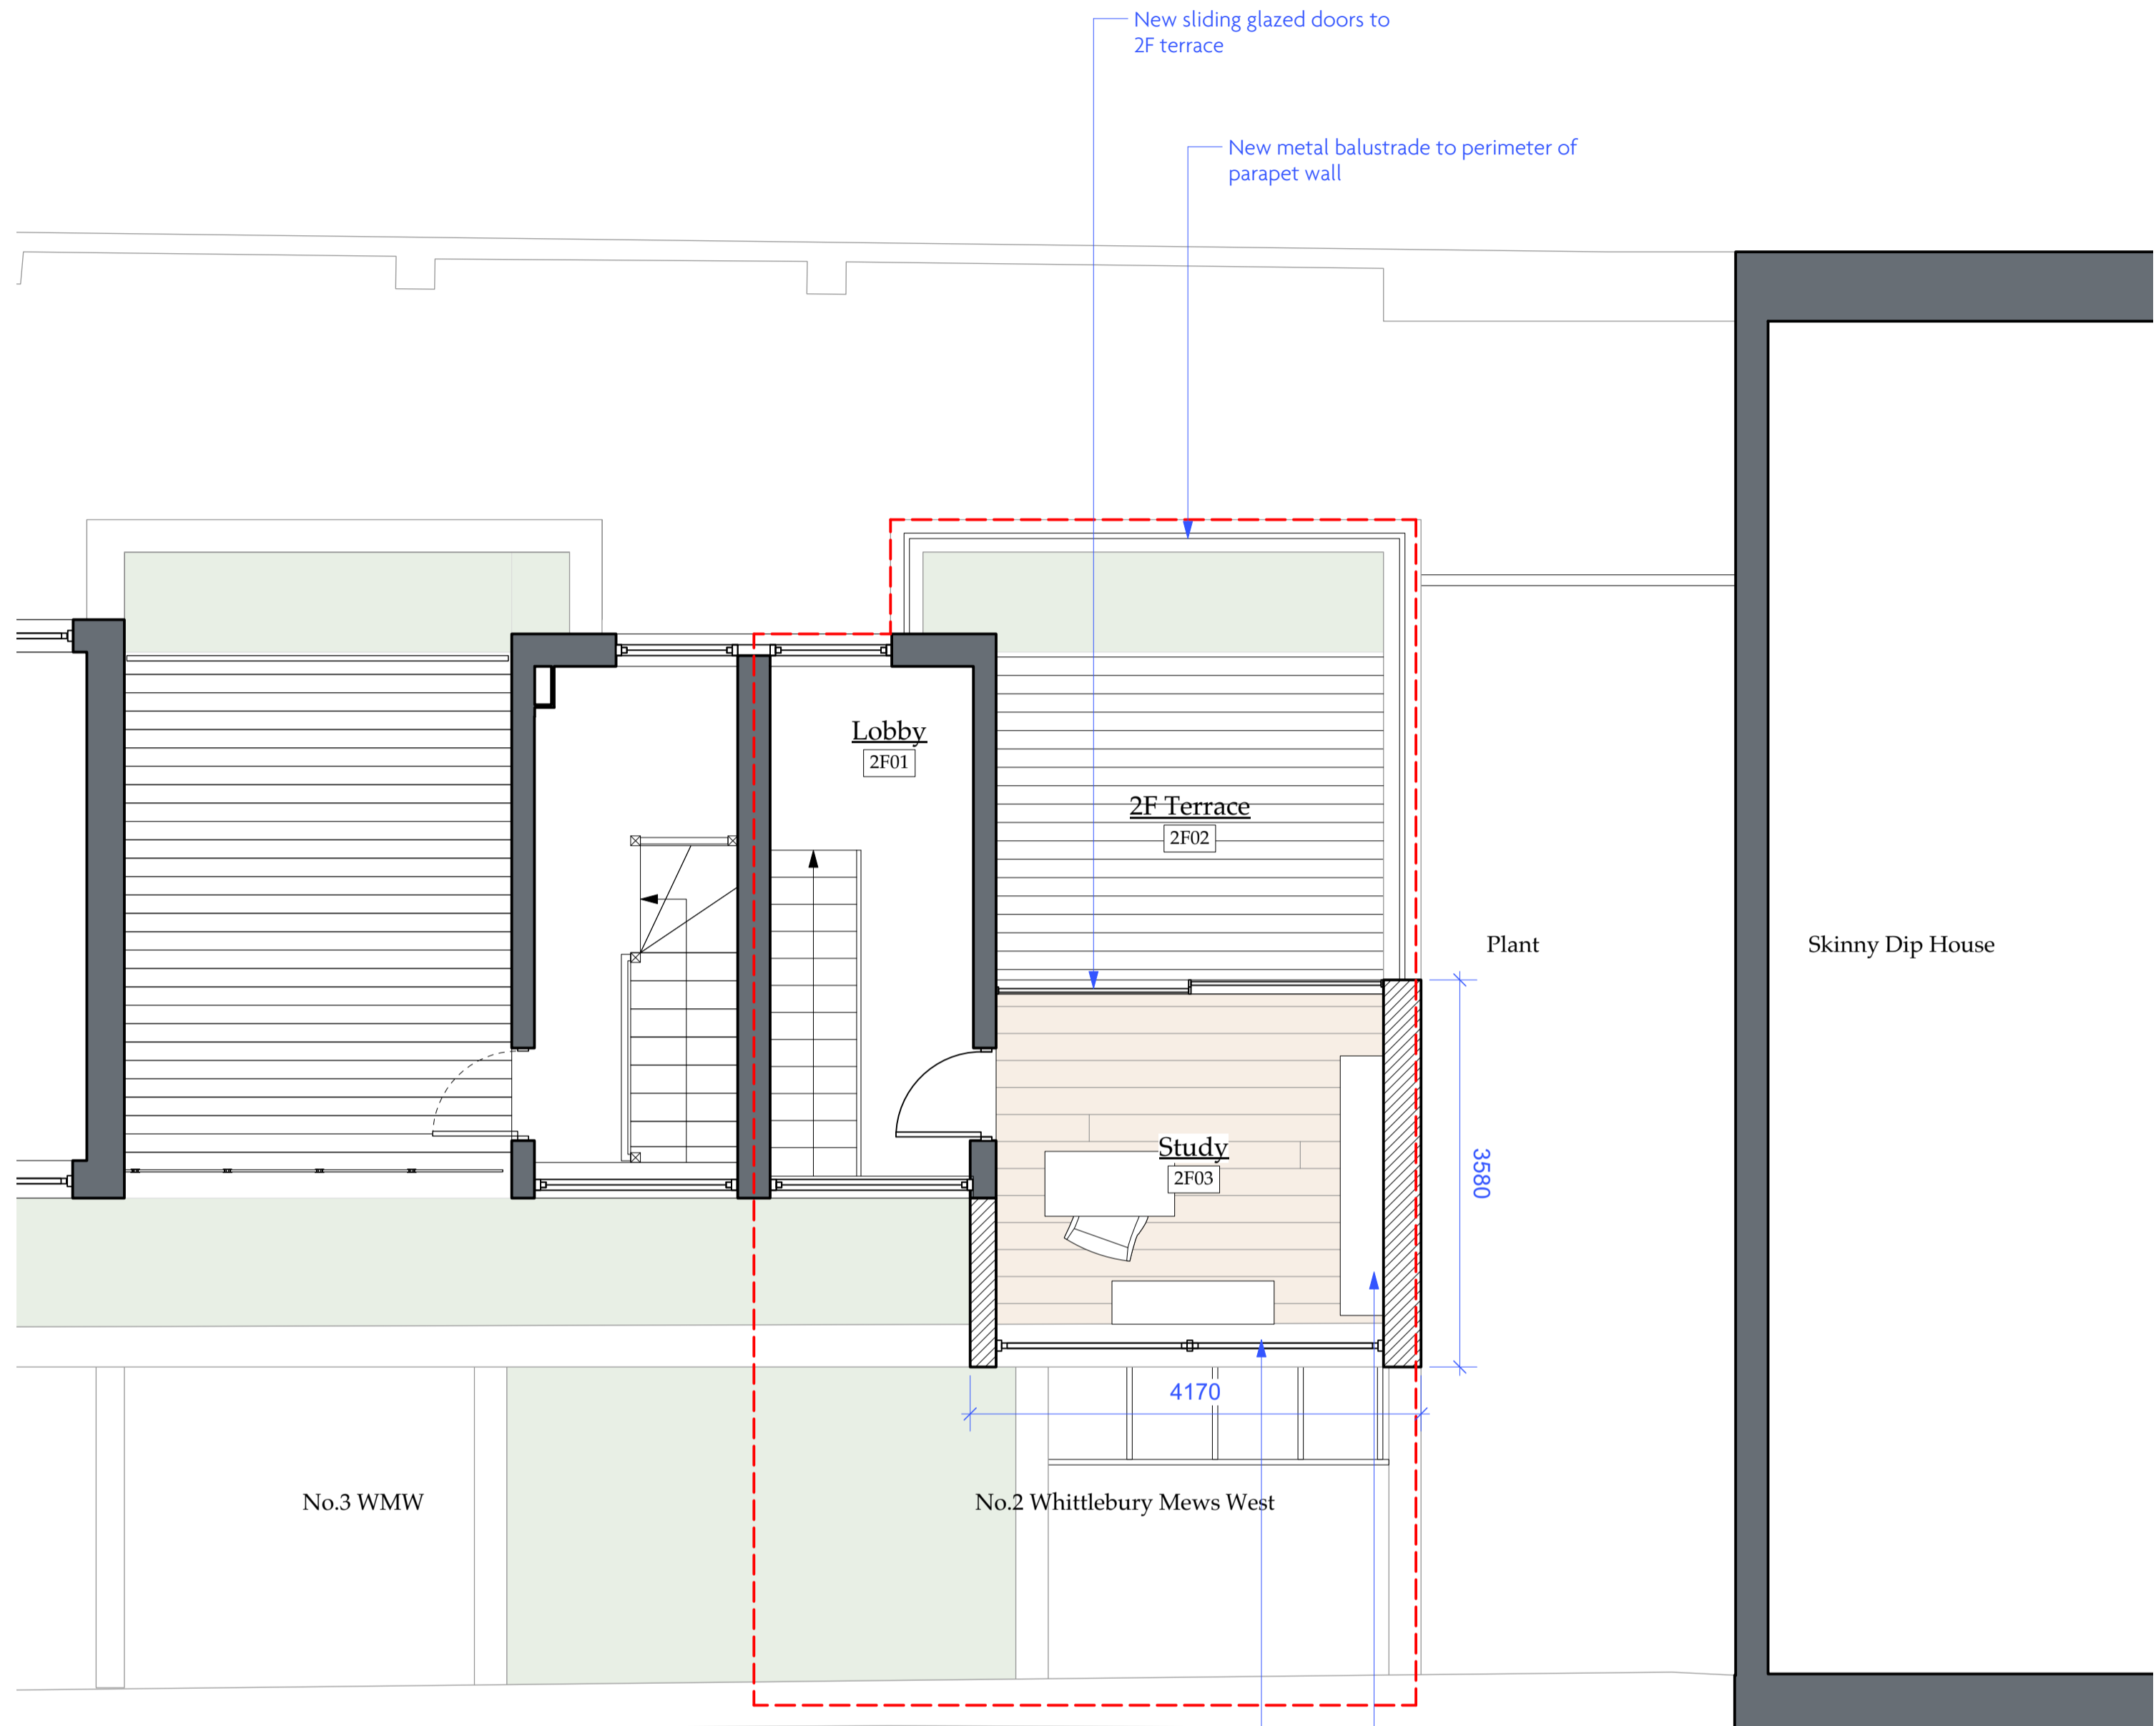 New sliding glazed doors to
2F terrace
New metal balustrade to perimeter of
parapet wall
Lobby
2F01
2F Terrace
2F02
Plant
Skinny Dip House
Study
2F03
3580
4170
No.3 WMW
No.2 Whittlebury Mews West